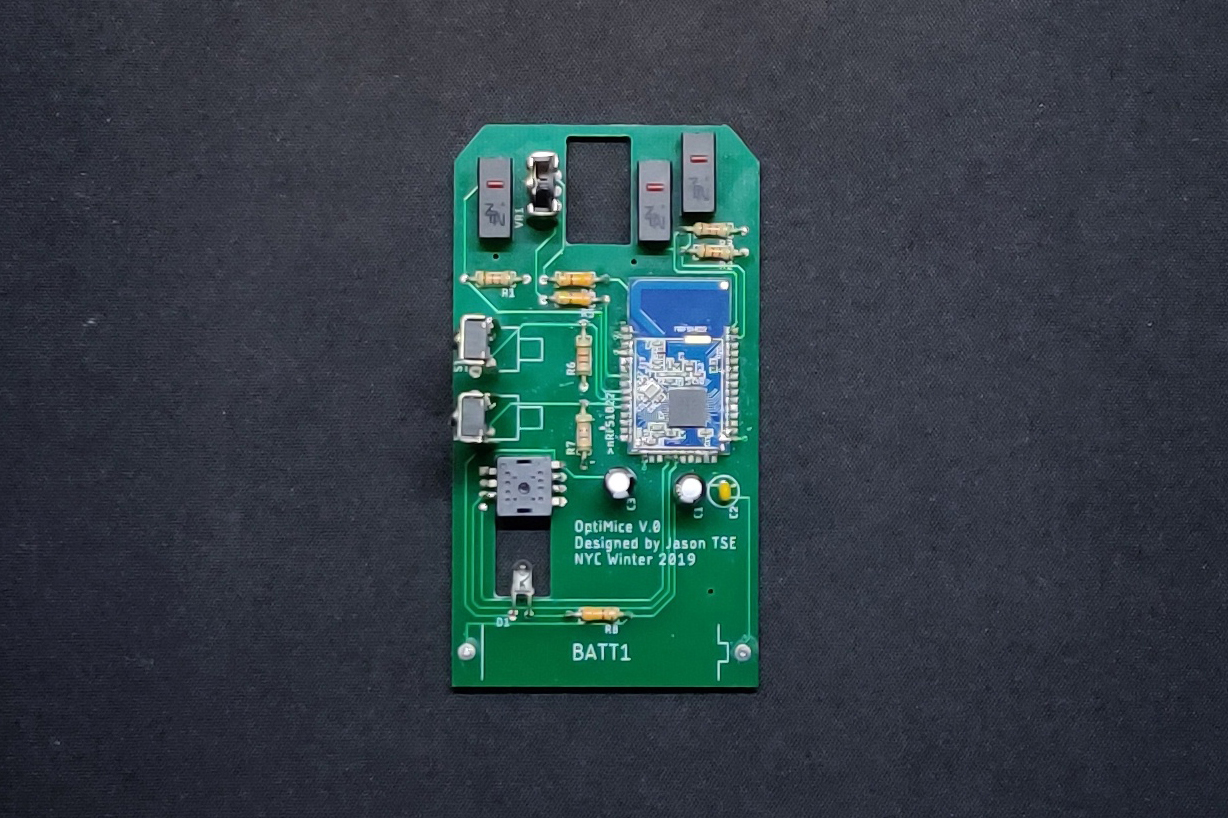 VR1
R1
R6
R7
>nRF51822
C3
C1
C2
OptiMice V.0
Designed by Jason TSE
NYC Winter 2019
D1
R8
BATT1